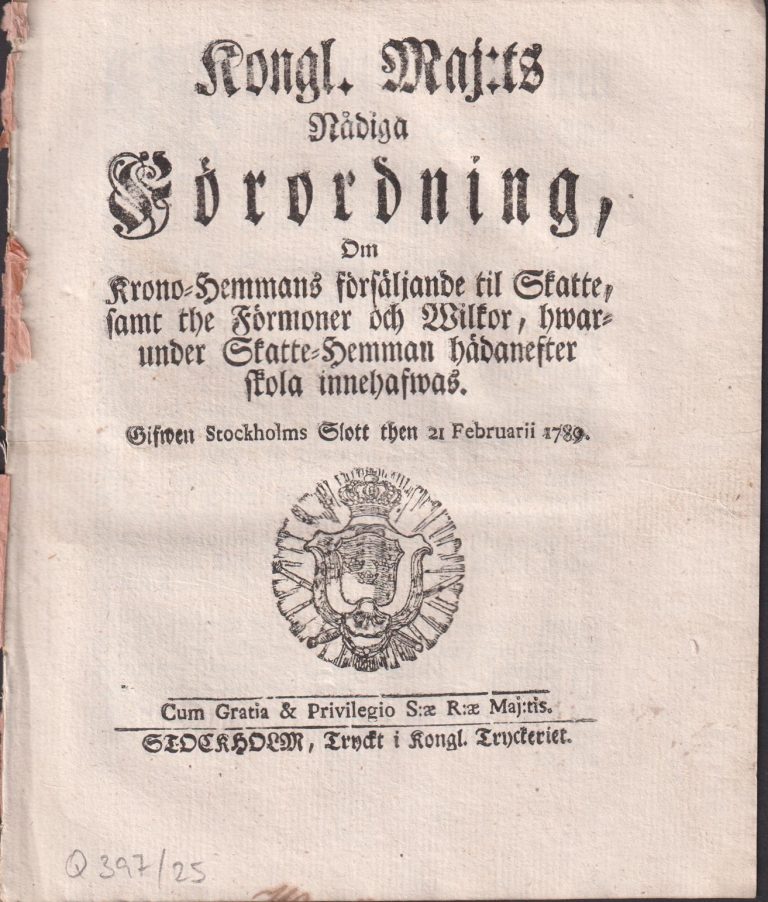 Kongl. Maj:ts
Nådiga
Förordning,
Om
Krono-Hemmans försäljande til Skatte,
samt the Förmoner och Wilkor, hwar-
under Skatte-Hemman hädanefter
skola innehafwas.
Gifwen Stockholms Slott then 21 Februarii 1789.
Cum Gratia & Privilegio S:æ R:æ Maj:tis.
STOCKHOLM, Tryckt i Kongl. Tryckeriet.
Q 397/25